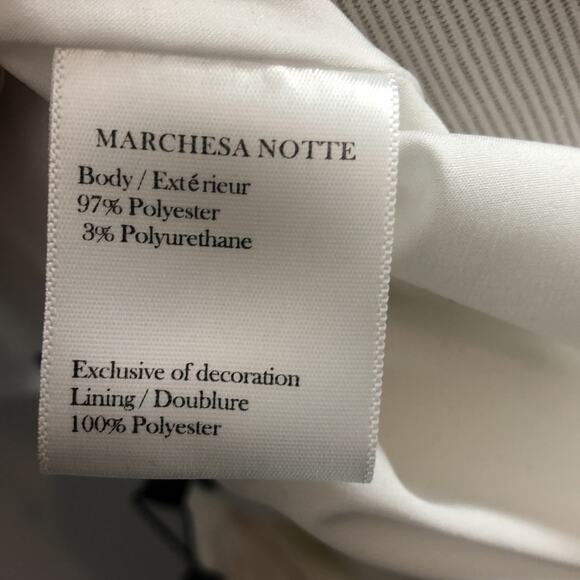 MARCHESA NOTTE
Body / Extérieur
97% Polyester
3% Polyurethane
Exclusive of decoration
Lining / Doublure
100% Polyester